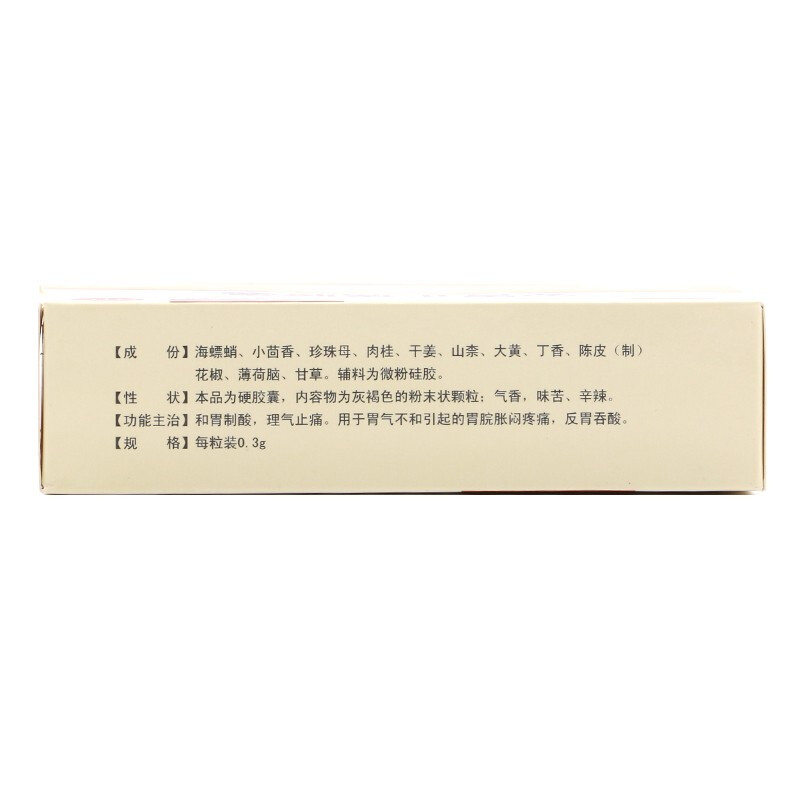 【成　份】海螵蛸、小茴香、珍珠母、肉桂、干姜、山柰、大黄、丁香、陈皮（制）
花椒、薄荷脑、甘草。辅料为微粉硅胶。
【性　状】本品为硬胶囊，内容物为灰褐色的粉末状颗粒；气香，味苦、辛辣。
【功能主治】和胃制酸，理气止痛。用于胃气不和引起的胃脘胀闷疼痛，反胃吞酸。
【规　格】每粒装0.3g